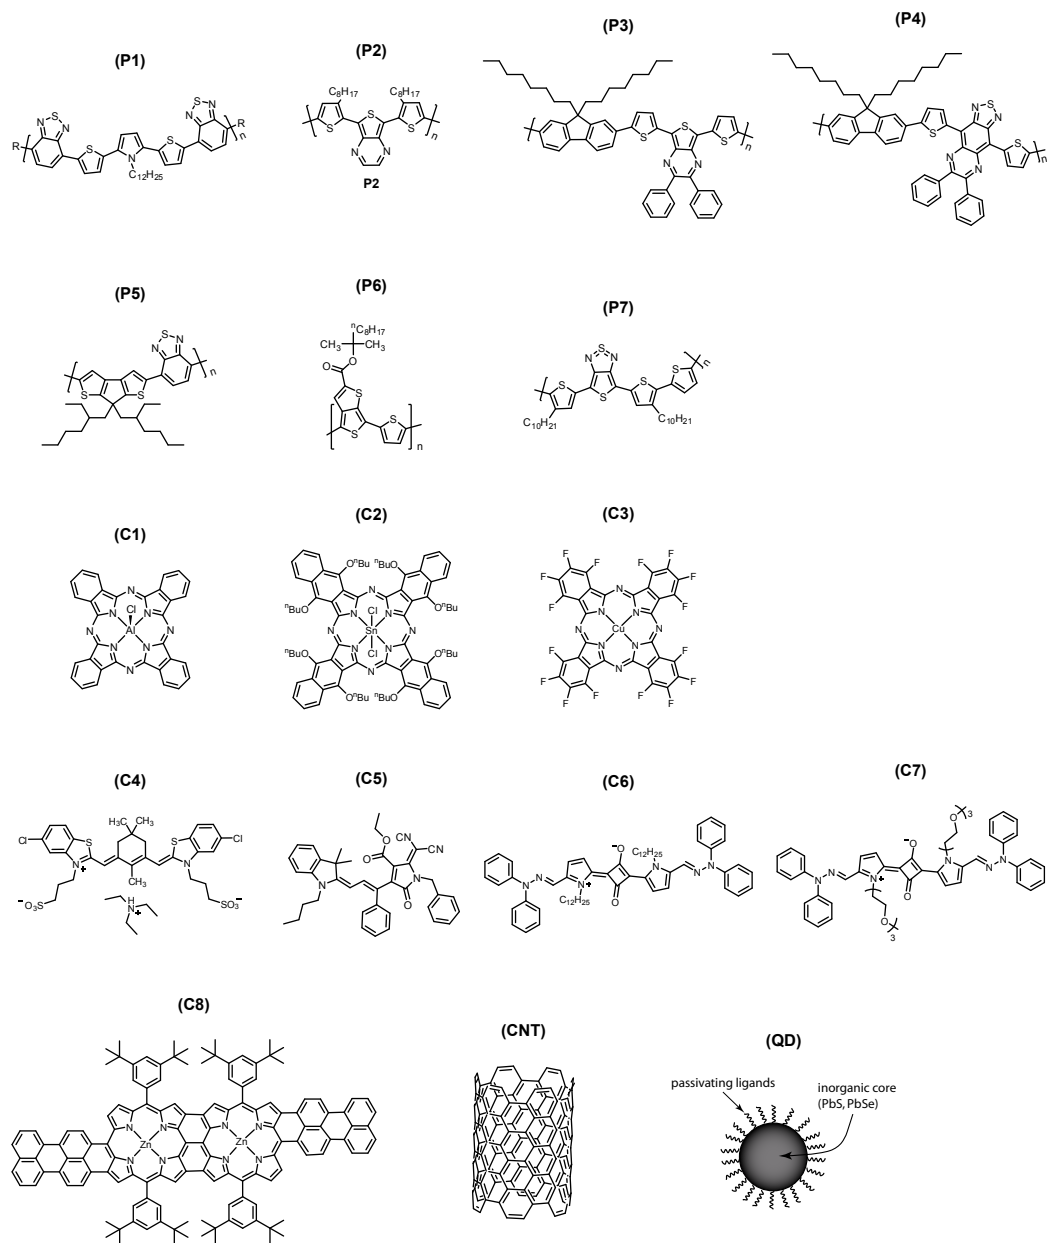 (P1)
(P2)
(P3)
(P4)
C8H17
C8H17
S
S
S
N
N
n
P2
R
N
S
N
S
N
C12H25
S
N
S
N
R
n
S
S
S
N
N
n
S
N
S
N
S
N
N
S
n
(P5)
(P6)
(P7)
N
S
N
S
S
n
nC8H17
CH3
CH3
O
O
S
S
S
n
N
S
N
S
S
S
S
n
C10H21
C10H21
(C1)
(C2)
(C3)
N
N
Cl
N
N
Al
N
N
N
N
OnBu
nBuO
nBuO
OnBu
N
N
Cl
N
N
Sn
N
N
Cl
N
N
nBuO
OnBu
OnBu
nBuO
F
F
F
F
F
F
F
F
N
N
N
N
Cu
N
N
N
N
F
F
F
F
F
F
F
F
(C4)
(C5)
(C6)
(C7)
Cl
S
H3C
CH3
S
Cl
N
+
CH3
N
−O3S
SO3−
H
N
+
O
O
CN
CN
N
N
O
O−
C12H25
N
N
N
N
+
C12H25
O
N
N
O
3
O−
N
N
N
N
+
O
N
N
O
3
(C8)
(CNT)
(QD)
N
N
N
N
Zn
Zn
N
N
N
N
passivating ligands
inorganic core
(PbS, PbSe)